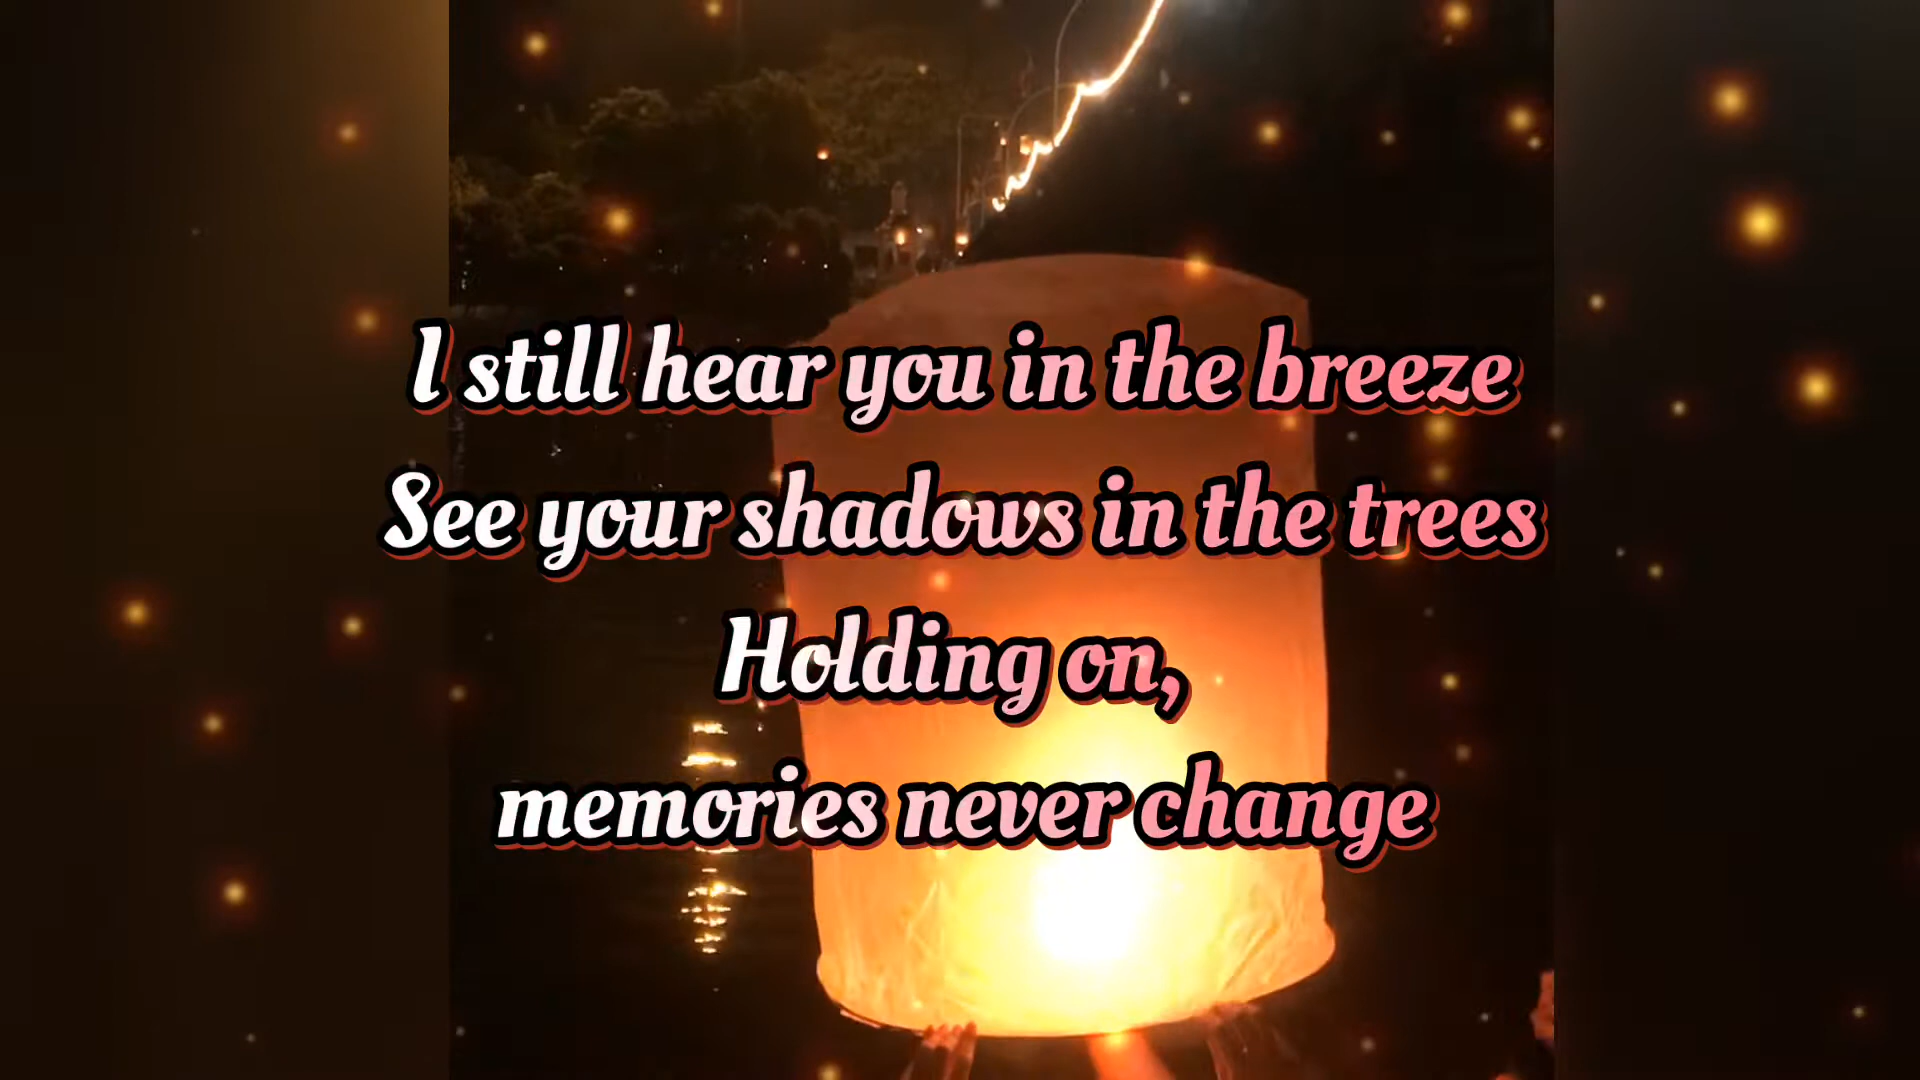 I still hear you in the breeze
See your shadows in the trees
Holding on,
memories never change